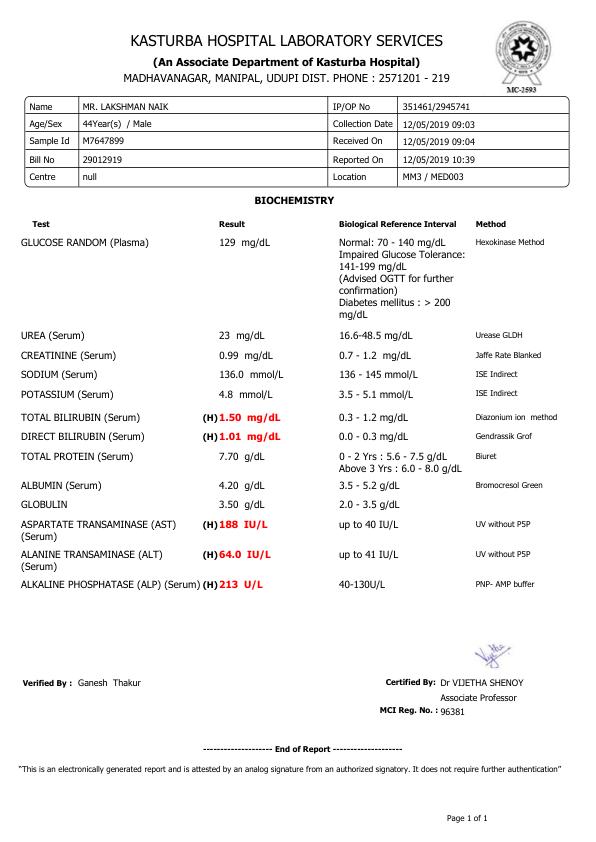 KASTURBA HOSPITAL LABORATORY SERVICES
(An Associate Department of Kasturba Hospital)
MADHAVANAGAR, MANIPAL, UDUPI DIST. PHONE : 2571201 - 219
MC-2593
Name MR. LAKSHMAN NAIK IP/OP No 351461/2945741
Age/Sex 44Year(s) / Male Collection Date 12/05/2019 09:03
Sample Id M7647899 Received On 12/05/2019 09:04
Bill No 29012919 Reported On 12/05/2019 10:39
Centre null Location MM3 / MED003
BIOCHEMISTRY
Test Result Biological Reference Interval Method
GLUCOSE RANDOM (Plasma) 129 mg/dL Normal: 70 - 140 mg/dL Hexokinase Method
Impaired Glucose Tolerance:
141-199 mg/dL
(Advised OGTT for further
confirmation)
Diabetes mellitus : > 200
mg/dL
UREA (Serum) 23 mg/dL 16.6-48.5 mg/dL Urease GLDH
CREATININE (Serum) 0.99 mg/dL 0.7 - 1.2 mg/dL Jaffe Rate Blanked
SODIUM (Serum) 136.0 mmol/L 136 - 145 mmol/L ISE Indirect
POTASSIUM (Serum) 4.8 mmol/L 3.5 - 5.1 mmol/L ISE Indirect
TOTAL BILIRUBIN (Serum) (H) 1.50 mg/dL 0.3 - 1.2 mg/dL Diazonium ion method
DIRECT BILIRUBIN (Serum) (H) 1.01 mg/dL 0.0 - 0.3 mg/dL Gendrassik Grof
TOTAL PROTEIN (Serum) 7.70 g/dL 0 - 2 Yrs : 5.6 - 7.5 g/dL Biuret
Above 3 Yrs : 6.0 - 8.0 g/dL
ALBUMIN (Serum) 4.20 g/dL 3.5 - 5.2 g/dL Bromocresol Green
GLOBULIN 3.50 g/dL 2.0 - 3.5 g/dL
ASPARTATE TRANSAMINASE (AST) (H) 188 IU/L up to 40 IU/L UV without P5P
(Serum)
ALANINE TRANSAMINASE (ALT) (H) 64.0 IU/L up to 41 IU/L UV without P5P
(Serum)
ALKALINE PHOSPHATASE (ALP) (Serum) (H) 213 U/L 40-130U/L PNP- AMP buffer
Verified By : Ganesh Thakur Certified By: Dr VIJETHA SHENOY
Associate Professor
MCI Reg. No. : 96381
------------------- End of Report -------------------
"This is an electronically generated report and is attested by an analog signature from an authorized signatory. It does not require further authentication"
Page 1 of 1